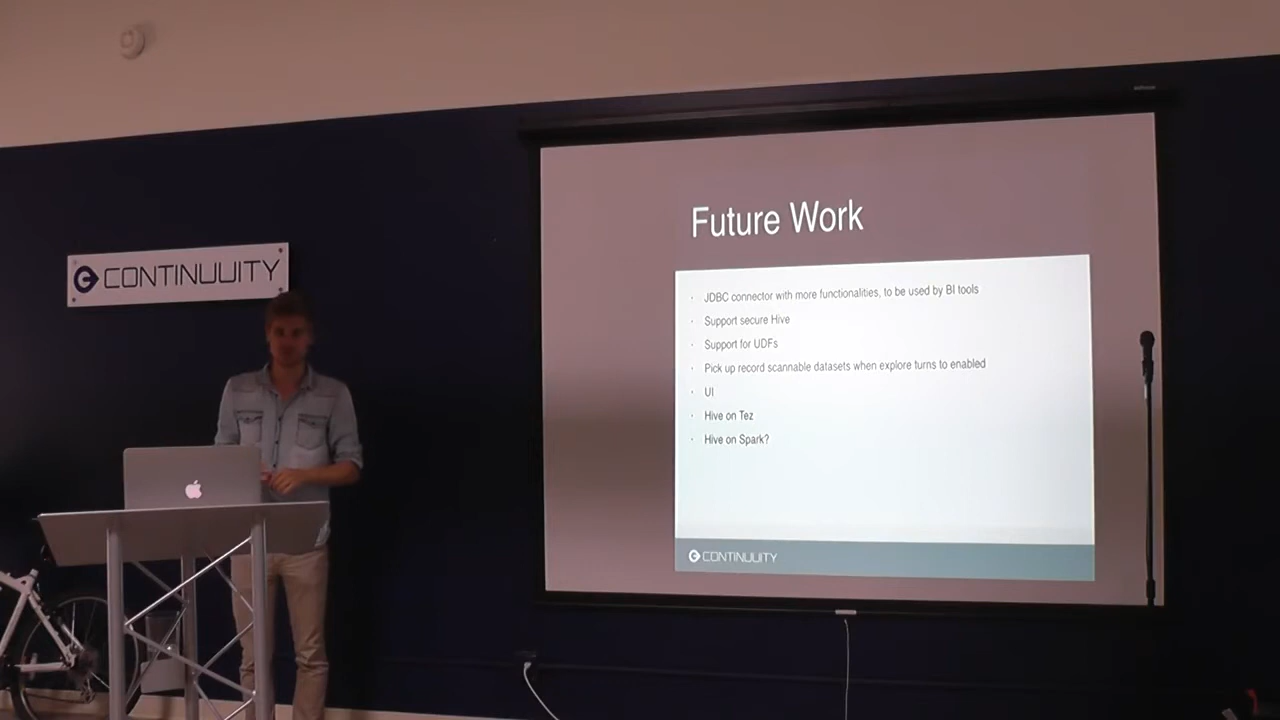 CONTINUUITY
Future Work
· JDBC connector with more functionalities, to be used by BI tools
· Support secure Hive
· Support for UDFs
· Pick up record scannable datasets when explore turns to enabled
· UI
· Hive on Tez
· Hive on Spark?
CONTINUUITY